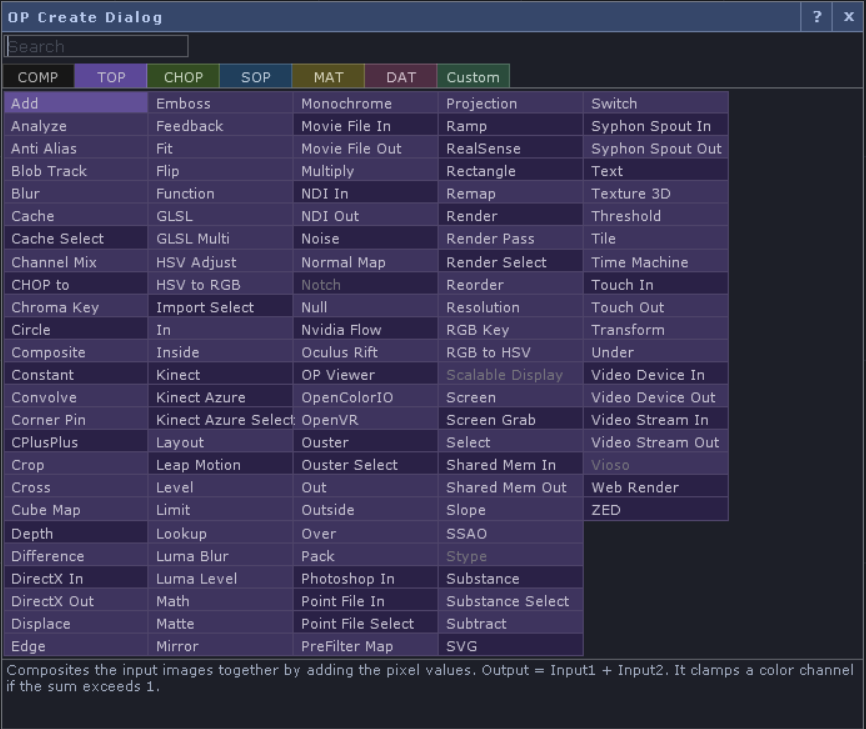 OP Create Dialog ? x
Search
COMP TOP CHOP SOP MAT DAT Custom
Add Emboss Monochrome Projection Switch
Analyze Feedback Movie File In Ramp Syphon Spout In
Anti Alias Fit Movie File Out RealSense Syphon Spout Out
Blob Track Flip Multiply Rectangle Text
Blur Function NDI In Remap Texture 3D
Cache GLSL NDI Out Render Threshold
Cache Select GLSL Multi Noise Render Pass Tile
Channel Mix HSV Adjust Normal Map Render Select Time Machine
CHOP to HSV to RGB Notch Reorder Touch In
Chroma Key Import Select Null Resolution Touch Out
Circle In Nvidia Flow RGB Key Transform
Composite Inside Oculus Rift RGB to HSV Under
Constant Kinect OP Viewer Scalable Display Video Device In
Convolve Kinect Azure OpenColorIO Screen Video Device Out
Corner Pin Kinect Azure Select OpenVR Screen Grab Video Stream In
CPlusPlus Layout Ouster Select Video Stream Out
Crop Leap Motion Ouster Select Shared Mem In Vioso
Cross Level Out Shared Mem Out Web Render
Cube Map Limit Outside Slope ZED
Depth Lookup Over SSAO
Difference Luma Blur Pack Stype
DirectX In Luma Level Photoshop In Substance
DirectX Out Math Point File In Substance Select
Displace Matte Point File Select Subtract
Edge Mirror PreFilter Map SVG
Composites the input images together by adding the pixel values. Output = Input1 + Input2. It clamps a color channel
if the sum exceeds 1.